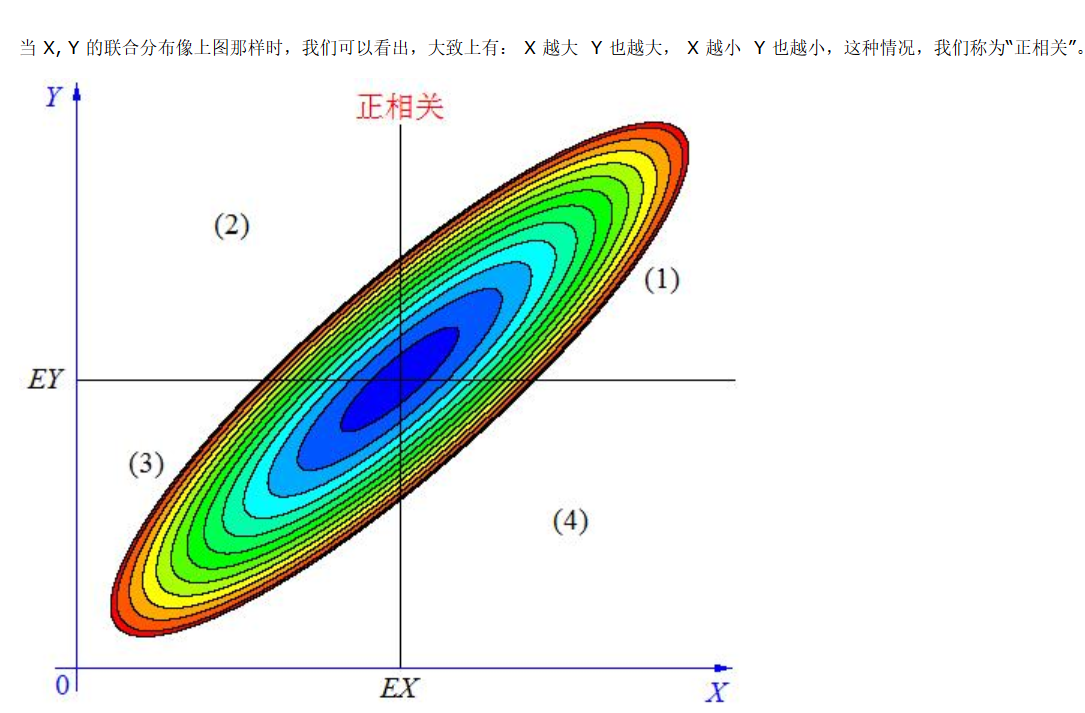 当 X, Y 的联合分布像上图那样时，我们可以看出，大致上有： X 越大 Y 也越大， X 越小 Y 也越小，这种情况，我们称为“正相关”。
Y
正相关
(2)
(1)
EY
(3)
(4)
0
EX
X